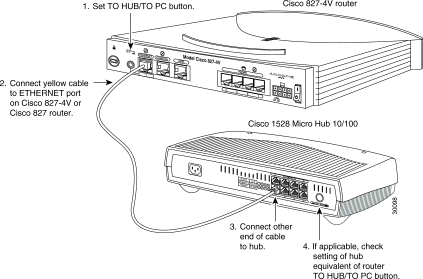 1. Set TO HUB/TO PC button.
Cisco 827-4V router
Model Cisco 827-4V
2. Connect yellow cable
to ETHERNET port
on Cisco 827-4V or
Cisco 827 router.
Cisco 1528 Micro Hub 10/100
3. Connect other
end of cable
to hub.
4. If applicable, check
setting of hub
equivalent of router
TO HUB/TO PC button.
30098